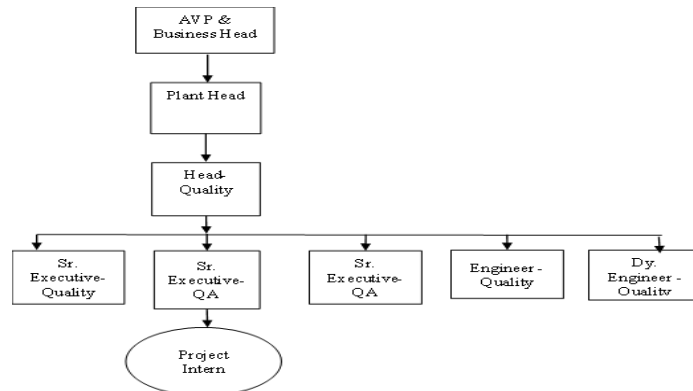 AVP &
Business Head
Plant Head
Head-
Quality
Sr.
Executive-
Quality
Sr.
Executive-
QA
Sr.
Executive-
QA
Engineer -
Quality
Dy.
Engineer -
Quality
Project
Intern